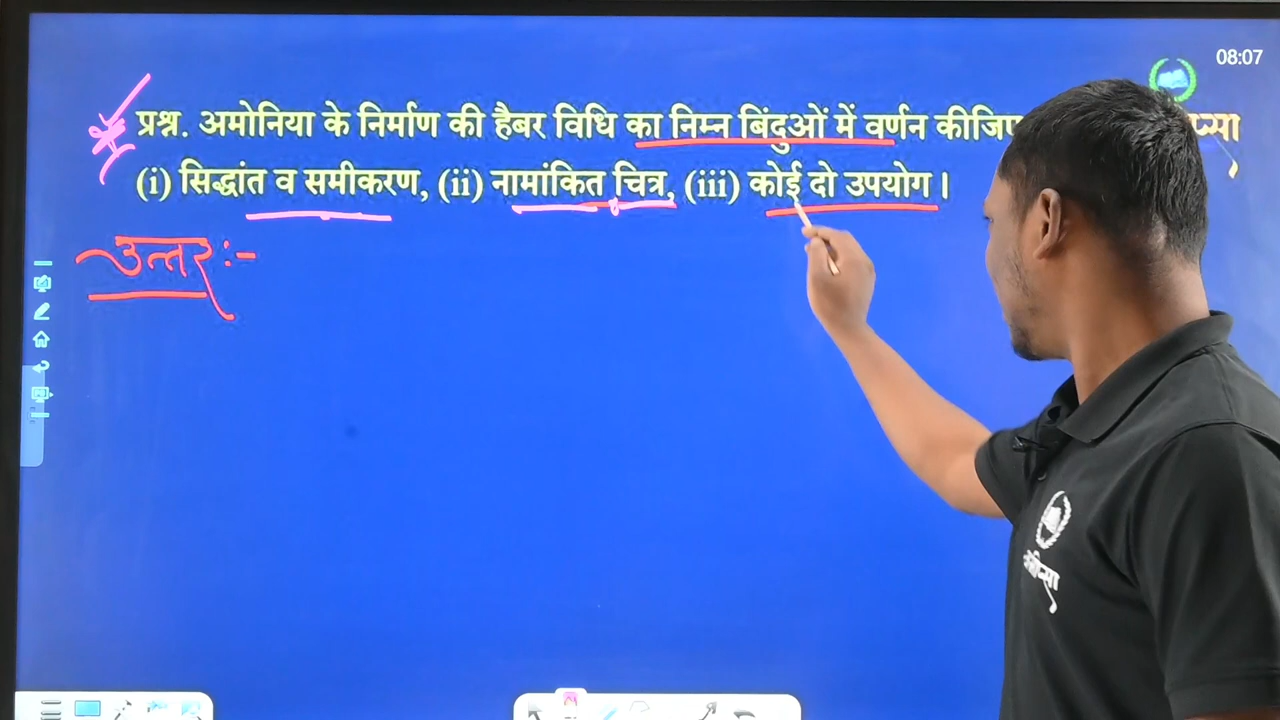 08:07
प्रश्न. अमोनिया के निर्माण की हैबर विधि का निम्न बिंदुओं में वर्णन कीजिए
(i) सिद्धांत व समीकरण, (ii) नामांकित चित्र, (iii) कोई दो उपयोग।
उत्तर:-